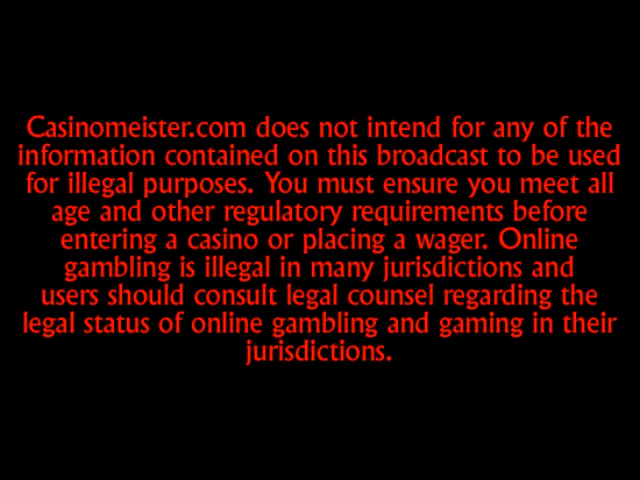 Casinomeister.com does not intend for any of the
information contained on this broadcast to be used
for illegal purposes. You must ensure you meet all
age and other regulatory requirements before
entering a casino or placing a wager. Online
gambling is illegal in many jurisdictions and
users should consult legal counsel regarding the
legal status of online gambling and gaming in their
jurisdictions.